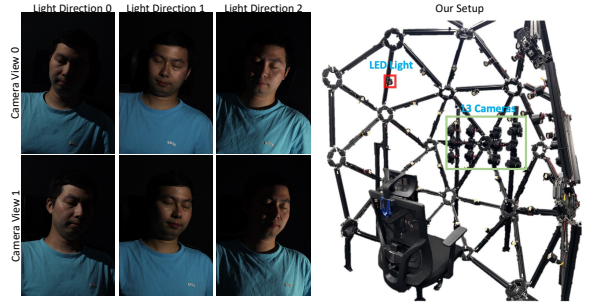 Light Direction 0 Light Direction 1 Light Direction 2 Our Setup
Camera View 0
LED Light
13 Cameras
Camera View 1